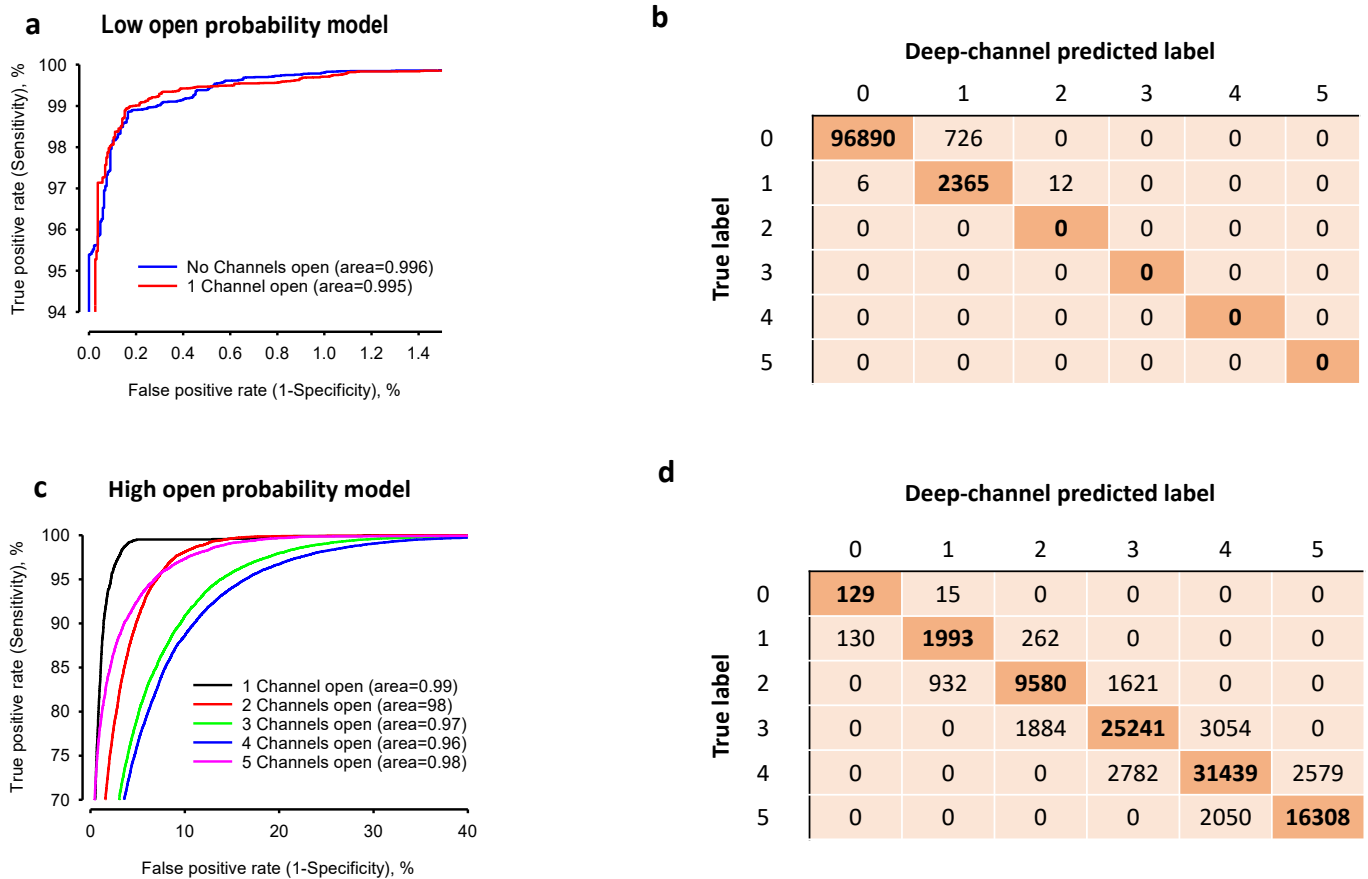 a Low open probability model
True positive rate (Sensitivity), %
100
99
98
97
96
95
94
No Channels open (area=0.996)
1 Channel open (area=0.995)
0.0 0.2 0.4 0.6 0.8 1.0 1.2 1.4
False positive rate (1-Specificity), %
b
Deep-channel predicted label
0 1 2 3 4 5
True label
0 96890 726 0 0 0 0
1 6 2365 12 0 0 0
2 0 0 0 0 0 0
3 0 0 0 0 0 0
4 0 0 0 0 0 0
5 0 0 0 0 0 0
c High open probability model
True positive rate (Sensitivity), %
100
95
90
85
80
75
70
1 Channel open (area=0.99)
2 Channels open (area=98)
3 Channels open (area=0.97)
4 Channels open (area=0.96)
5 Channels open (area=0.98)
0 10 20 30 40
False positive rate (1-Specificity), %
d
Deep-channel predicted label
0 1 2 3 4 5
True label
0 129 15 0 0 0 0
1 130 1993 262 0 0 0
2 0 932 9580 1621 0 0
3 0 0 1884 25241 3054 0
4 0 0 0 2782 31439 2579
5 0 0 0 0 2050 16308